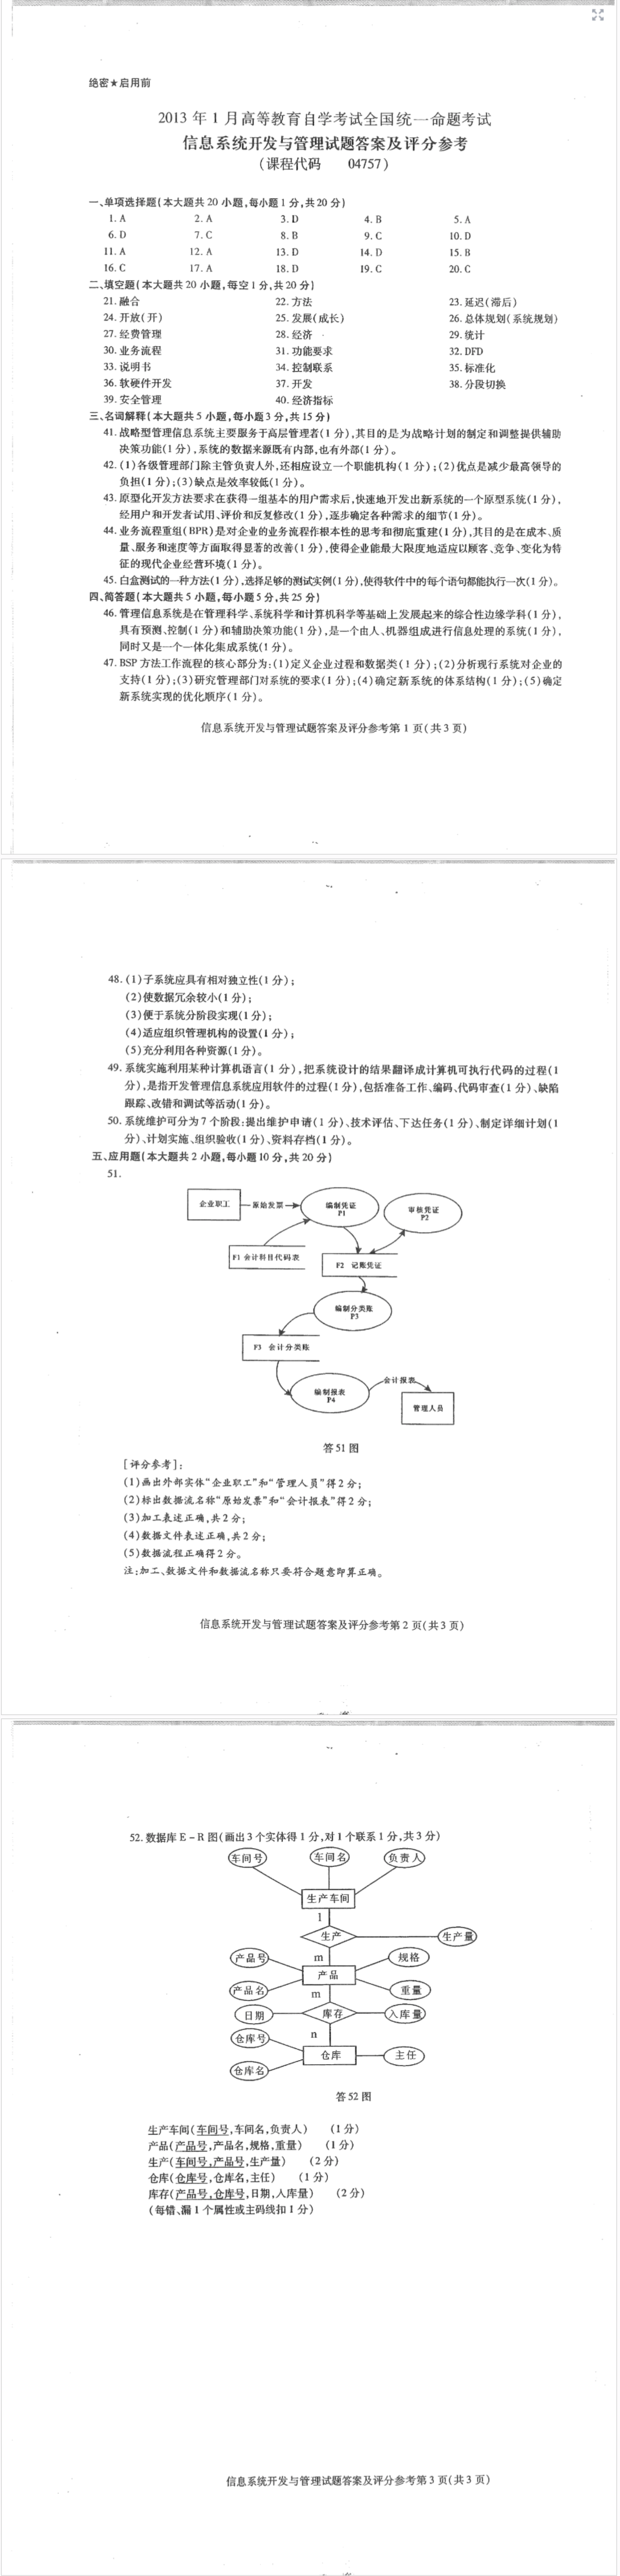 绝密★启用前
2013 年 1 月高等教育自学考试全国统一命题考试
信息系统开发与管理试题答案及评分参考
(课程代码 04757)
一、单项选择题(本大题共 20 小题,每小题 1 分,共 20 分)
1. A 2. A 3. D 4. B 5. A
6. D 7. C 8. B 9. C 10. D
11. A 12. A 13. D 14. D 15. B
16. C 17. A 18. D 19. C 20. C
二、填空题(本大题共 20 小题,每空 1 分,共 20 分)
21. 融合 22. 方法 23. 延迟(滞后)
24. 开放(开) 25. 发展(成长) 26. 总体规划(系统规划)
27. 经费管理 28. 经济 29. 统计
30. 业务流程 31. 功能要求 32. DFD
33. 说明书 34. 控制联系 35. 标准化
36. 软硬件开发 37. 开发 38. 分段切换
39. 安全管理 40. 经济指标
三、名词解释(本大题共 5 小题,每小题 3 分,共 15 分)
41. 战略型管理信息系统主要服务于高层管理者(1 分),其目的是为战略计划的制定和调整提供辅助
决策功能(1 分),系统的数据来源既有内部,也有外部(1 分)。
42. (1)各级管理部门除主管负责人外,还相应设立一个职能机构(1 分);(2)优点是减少最高领导的
负担(1 分);(3)缺点是效率较低(1 分)。
43. 原型化开发方法要求在获得一组基本的用户需求后,快速地开发出新系统的一个原型系统(1 分),
经用户和开发者试用、评价和反复修改(1 分),逐步确定各种需求的细节(1 分)。
44. 业务流程重组(BPR)是对企业的业务流程作根本性的思考和彻底重建(1 分),其目的是在成本、质
量、服务和速度等方面取得显著的改善(1 分),使得企业能最大限度地适应以顾客、竞争、变化为特
征的现代企业经营环境(1 分)。
45. 白盒测试的一种方法(1 分),选择足够的测试实例(1 分),使得软件中的每个语句都能执行一次(1 分)。
四、简答题(本大题共 5 小题,每小题 5 分,共 25 分)
46. 管理信息系统是在管理科学、系统科学和计算机科学等基础上发展起来的综合性边缘学科(1 分),
具有预测、控制(1 分)和辅助决策功能(1 分),是一个由人、机器组成进行信息处理的系统(1 分),
同时又是一个一体化集成系统(1 分)。
47. BSP 方法工作流程的核心部分为:(1)定义企业过程和数据类(1 分);(2)分析现行系统对企业的
支持(1 分);(3)研究管理部门对系统的要求(1 分);(4)确定新系统的体系结构(1 分);(5)确定
新系统实现的优化顺序(1 分)。
信息系统开发与管理试题答案及评分参考第 1 页(共 3 页)
48. (1)子系统应具有相对独立性(1 分);
(2)使数据冗余较小(1 分);
(3)便于系统分阶段实现(1 分);
(4)适应组织管理机构的设置(1 分);
(5)充分利用各种资源(1 分)。
49. 系统实施利用某种计算机语言(1 分),把系统设计的结果翻译成计算机可执行代码的过程(1
分),是指开发管理信息系统应用软件的过程(1 分),包括准备工作、编码、代码审查(1 分)、缺陷
跟踪、改错和调试等活动(1 分)。
50. 系统维护可分为 7 个阶段:提出维护申请(1 分)、技术评估、下达任务(1 分)、制定详细计划(1
分)、计划实施、组织验收(1 分)、资料存档(1 分)。
五、应用题(本大题共 2 小题,每小题 10 分,共 20 分)
51.
企业职工 原始发票 编制凭证 P1 审核凭证 P2
F1 会计科目代码表 F2 记账凭证
编制分类账 P3
F3 会计分类账
编制报表 P4 会计报表
管理人员
答 51 图
[评分参考]:
(1)画出外部实体“企业职工”和“管理人员”得 2 分;
(2)标出数据流名称“原始发票”和“会计报表”得 2 分;
(3)加工表述正确,共 2 分;
(4)数据文件表述正确,共 2 分;
(5)数据流程正确得 2 分。
注:加工、数据文件和数据流名称只要符合题意即算正确。
信息系统开发与管理试题答案及评分参考第 2 页(共 3 页)
52. 数据库 E－R 图(画出 3 个实体得 1 分,对 1 个联系 1 分,共 3 分)
车间号 车间名 负责人
生产车间
1
生产 生产量
产品号 m 规格
产品
产品名 m 重量
日期 库存 入库量
仓库号 n
仓库 主任
仓库名
答 52 图
生产车间(车间号,车间名,负责人) (1 分)
产品(产品号,产品名,规格,重量) (1 分)
生产(车间号,产品号,生产量) (2 分)
仓库(仓库号,仓库名,主任) (1 分)
库存(产品号,仓库号,日期,入库量) (2 分)
(每错、漏 1 个属性或主码线扣 1 分)
信息系统开发与管理试题答案及评分参考第 3 页(共 3 页)